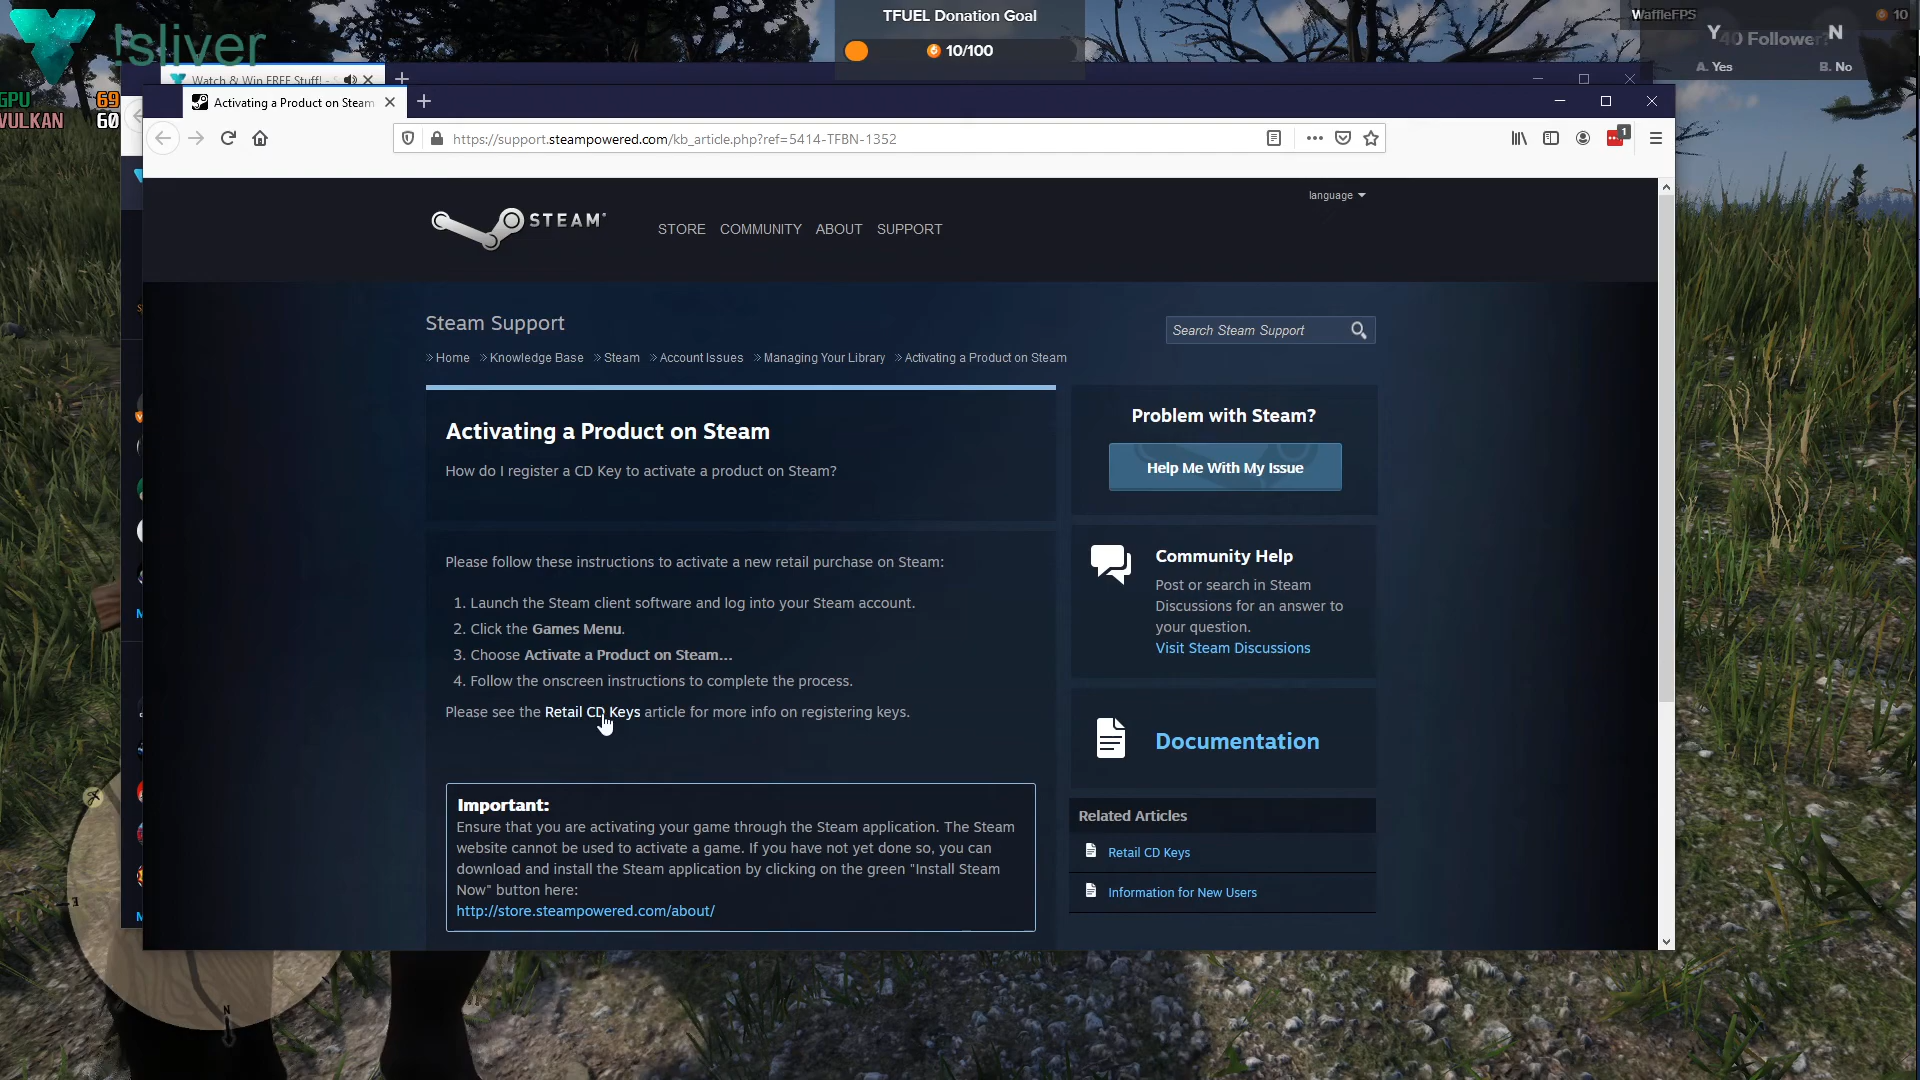 TFUEL Donation Goal
10/100
WaffleFPS
10
Y
40 Follower?
N
A. Yes
B. No
!sliver
GPU 69
VULKAN 60
Watch & Win FREE Stuff! -
Activating a Product on Steam
https://support.steampowered.com/kb_article.php?ref=5414-TFBN-1352
1
language
STEAM
STORE COMMUNITY ABOUT SUPPORT
Steam Support
Search Steam Support
Home Knowledge Base Steam Account Issues Managing Your Library Activating a Product on Steam
Activating a Product on Steam
How do I register a CD Key to activate a product on Steam?
Please follow these instructions to activate a new retail purchase on Steam:
1. Launch the Steam client software and log into your Steam account.
2. Click the Games Menu.
3. Choose Activate a Product on Steam...
4. Follow the onscreen instructions to complete the process.
Please see the Retail CD Keys article for more info on registering keys.
Important:
Ensure that you are activating your game through the Steam application. The Steam
website cannot be used to activate a game. If you have not yet done so, you can
download and install the Steam application by clicking on the green "Install Steam
Now" button here:
http://store.steampowered.com/about/
Problem with Steam?
Help Me With My Issue
Community Help
Post or search in Steam
Discussions for an answer to
your question.
Visit Steam Discussions
Documentation
Related Articles
Retail CD Keys
Information for New Users
N